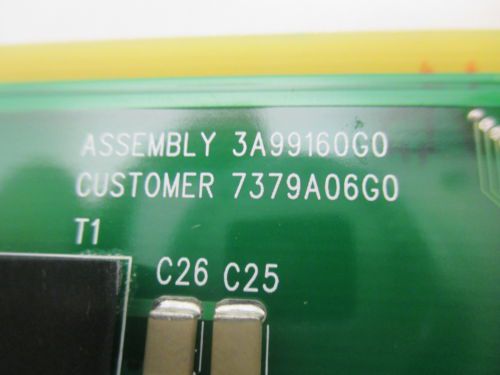 ASSEMBLY 3A99160G0
CUSTOMER 7379A06G0
T1
C26 C25